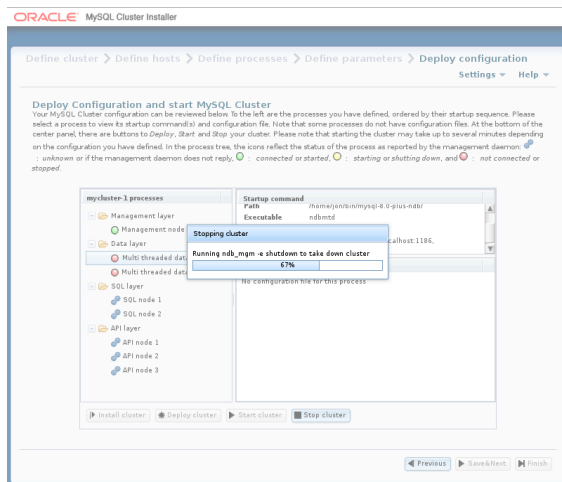 ORACLE MySQL Cluster Installer
Define cluster Define hosts Define processes Define parameters Deploy configuration
Settings Help
Deploy Configuration and start MySQL Cluster
Your MySQL Cluster configuration can be reviewed below. To the left are the processes you have defined, ordered by their startup sequence. Please
select a process to view its startup command(s) and configuration file. Note that some processes do not have configuration files. At the bottom of the
center panel, there are buttons to Deploy, Start and Stop your cluster. Please note that starting the cluster may take up to several minutes depending
on the configuration you have defined. In the process tree, the icons reflect the status of the process as reported by the management daemon:
: unknown or if the management daemon does not reply, : connected or started, : starting or shutting down, and : not connected or
stopped.
mycluster-1 processes
Management layer
Management node
Data layer
Multi threaded data
Multi threaded data
SQL layer
SQL node 1
SQL node 2
API layer
API node 1
API node 2
API node 3
Startup command
Path /home/jon/bin/mysql-8.0-plus-ndb/
Executable ndbmtd
calhost:1186,
No configuration file for this process
Stopping cluster
Running ndb_mgm -e shutdown to take down cluster
67%
Install cluster Deploy cluster Start cluster Stop cluster
Previous Save&Next Finish